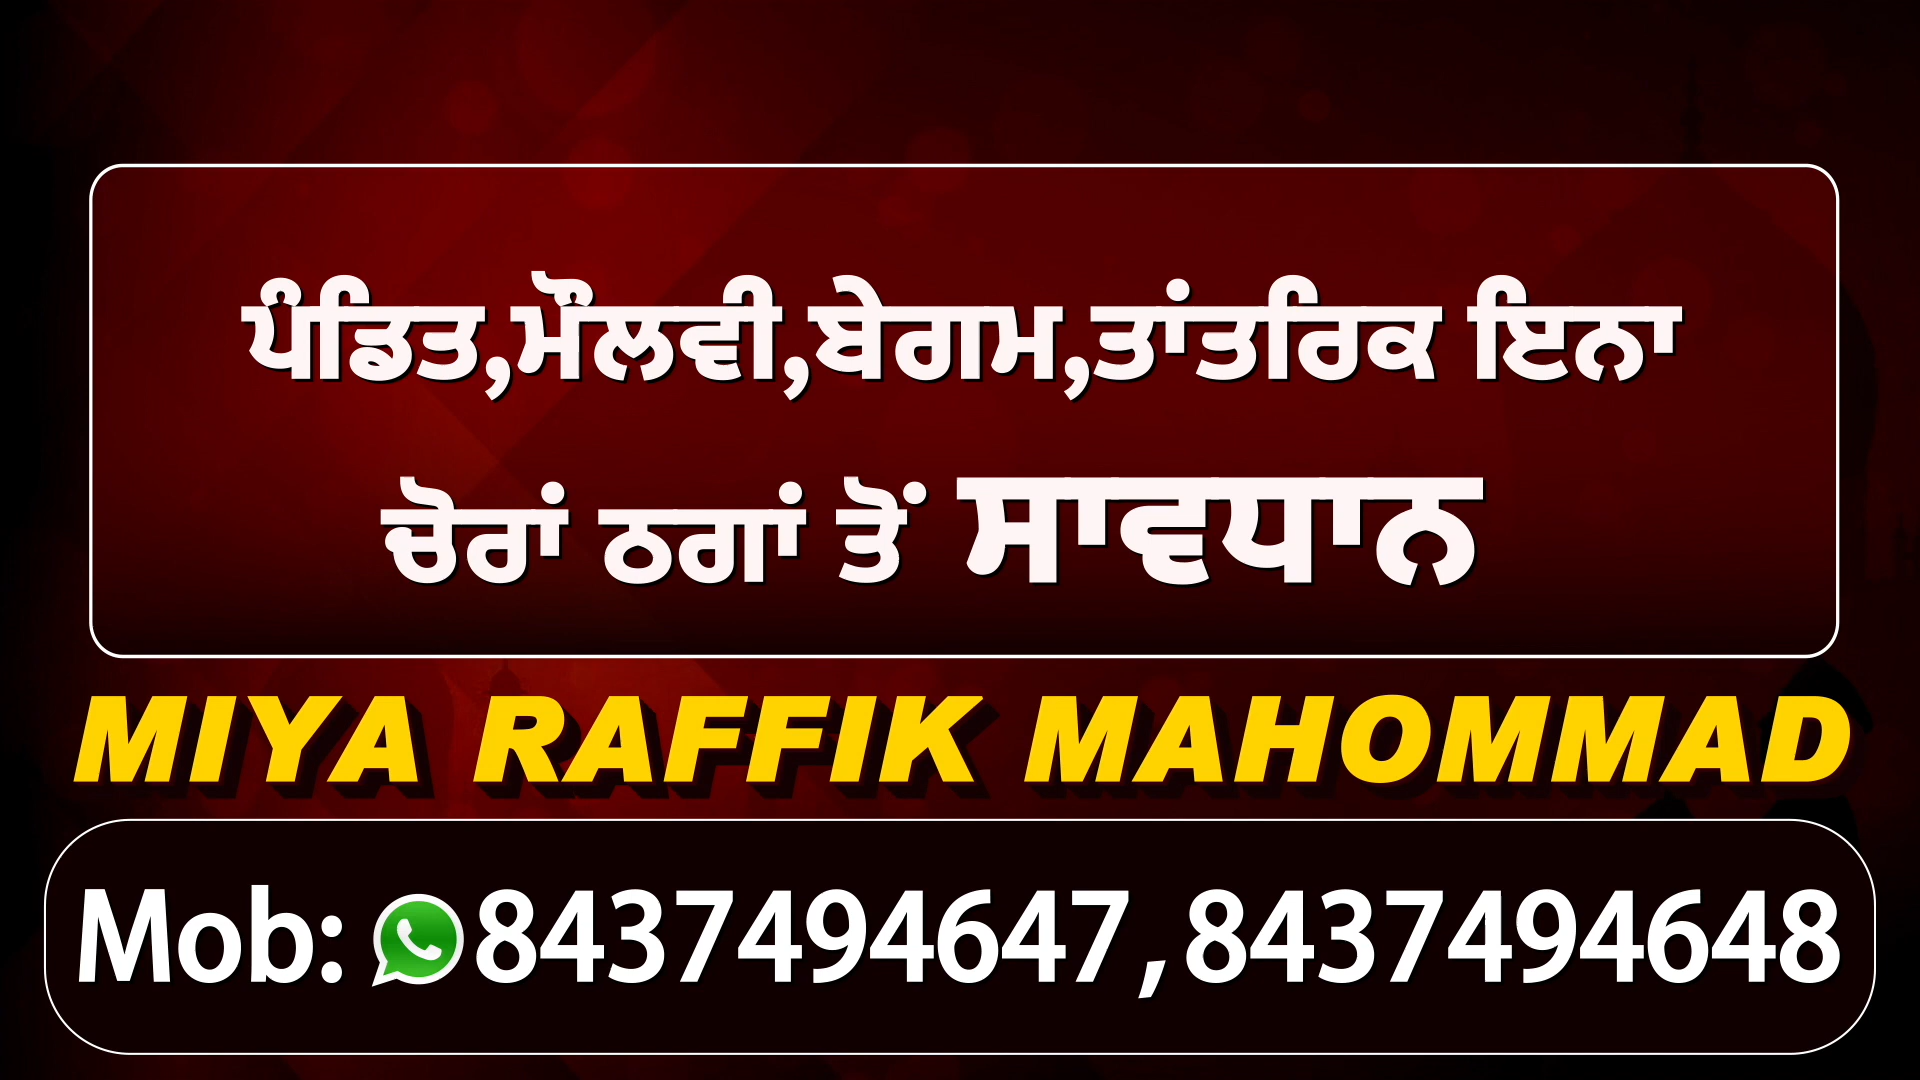 ਪੰਡਿਤ,ਮੌਲਵੀ,ਬੇਗਮ,ਤਾਂਤਰਿਕ ਇਨਾ
ਚੋਰਾਂ ਠਗਾਂ ਤੋਂ ਸਾਵਧਾਨ
MIYA RAFFIK MAHOMMAD
Mob: 8437494647, 8437494648